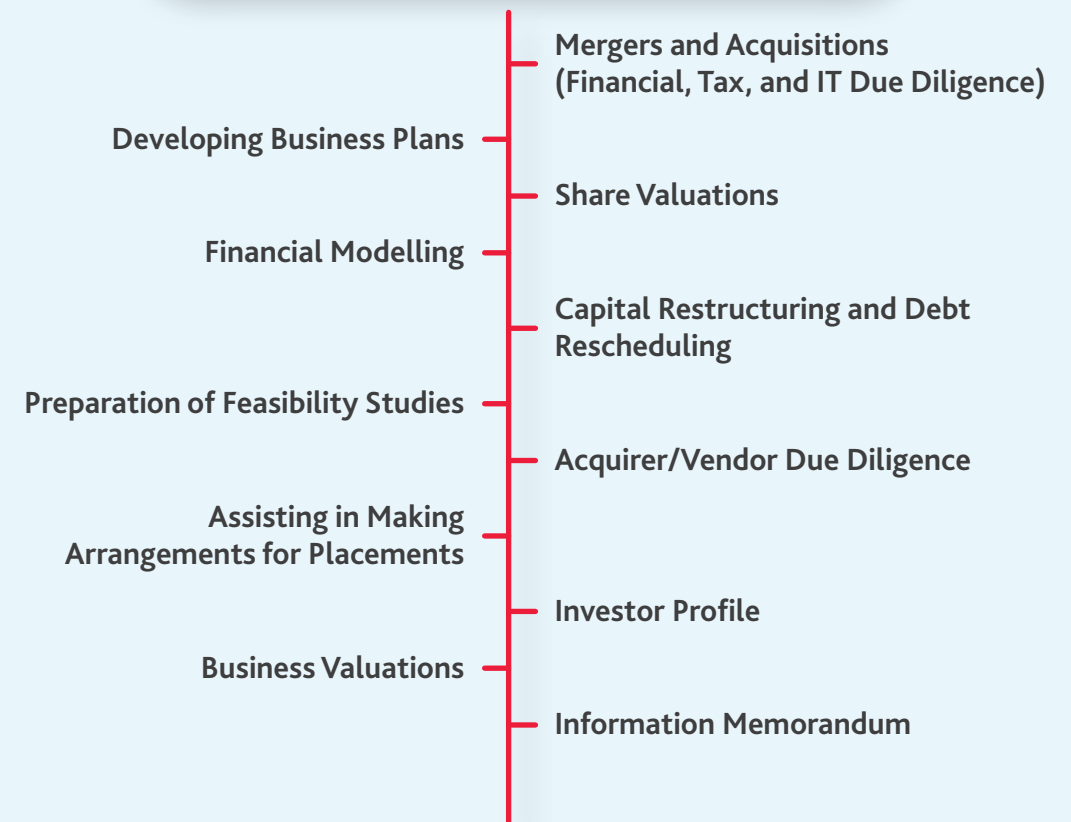 Mergers and Acquisitions
(Financial, Tax, and IT Due Diligence)
Developing Business Plans
Share Valuations
Financial Modelling
Capital Restructuring and Debt
Rescheduling
Preparation of Feasibility Studies
Acquirer/Vendor Due Diligence
Assisting in Making
Arrangements for Placements
Investor Profile
Business Valuations
Information Memorandum